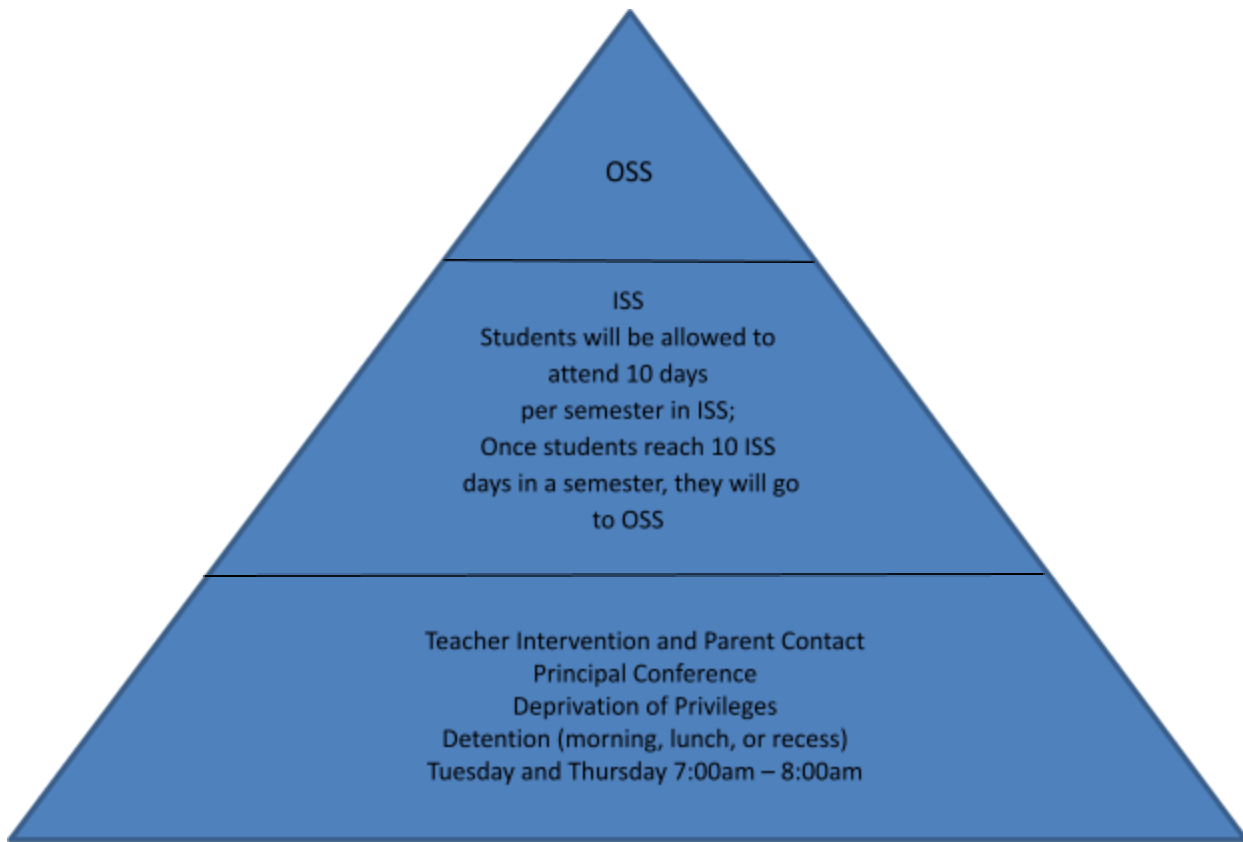 OSS
ISS
Students will be allowed to
attend 10 days
per semester in ISS;
Once students reach 10 ISS
days in a semester, they will go
to OSS
Teacher Intervention and Parent Contact
Principal Conference
Deprivation of Privileges
Detention (morning, lunch, or recess)
Tuesday and Thursday 7:00am – 8:00am